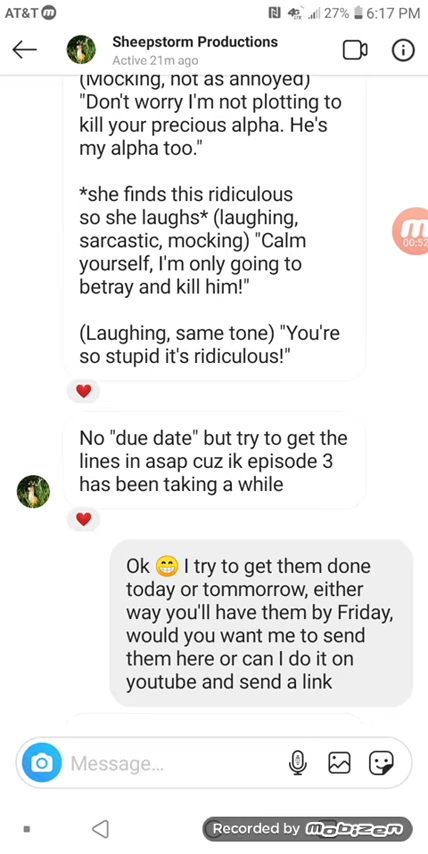 AT&T
27% 6:17 PM
Sheepstorm Productions
Active 21m ago
(Mocking, not as annoyed)
"Don't worry I'm not plotting to
kill your precious alpha. He's
my alpha too."
*she finds this ridiculous
so she laughs* (laughing,
sarcastic, mocking) "Calm
yourself, I'm only going to
betray and kill him!"
00:52
(Laughing, same tone) "You're
so stupid it's ridiculous!"
No "due date" but try to get the
lines in asap cuz ik episode 3
has been taking a while
Ok 😁 I try to get them done
today or tommorrow, either
way you'll have them by Friday,
would you want me to send
them here or can I do it on
youtube and send a link
Message...
Recorded by mobizen